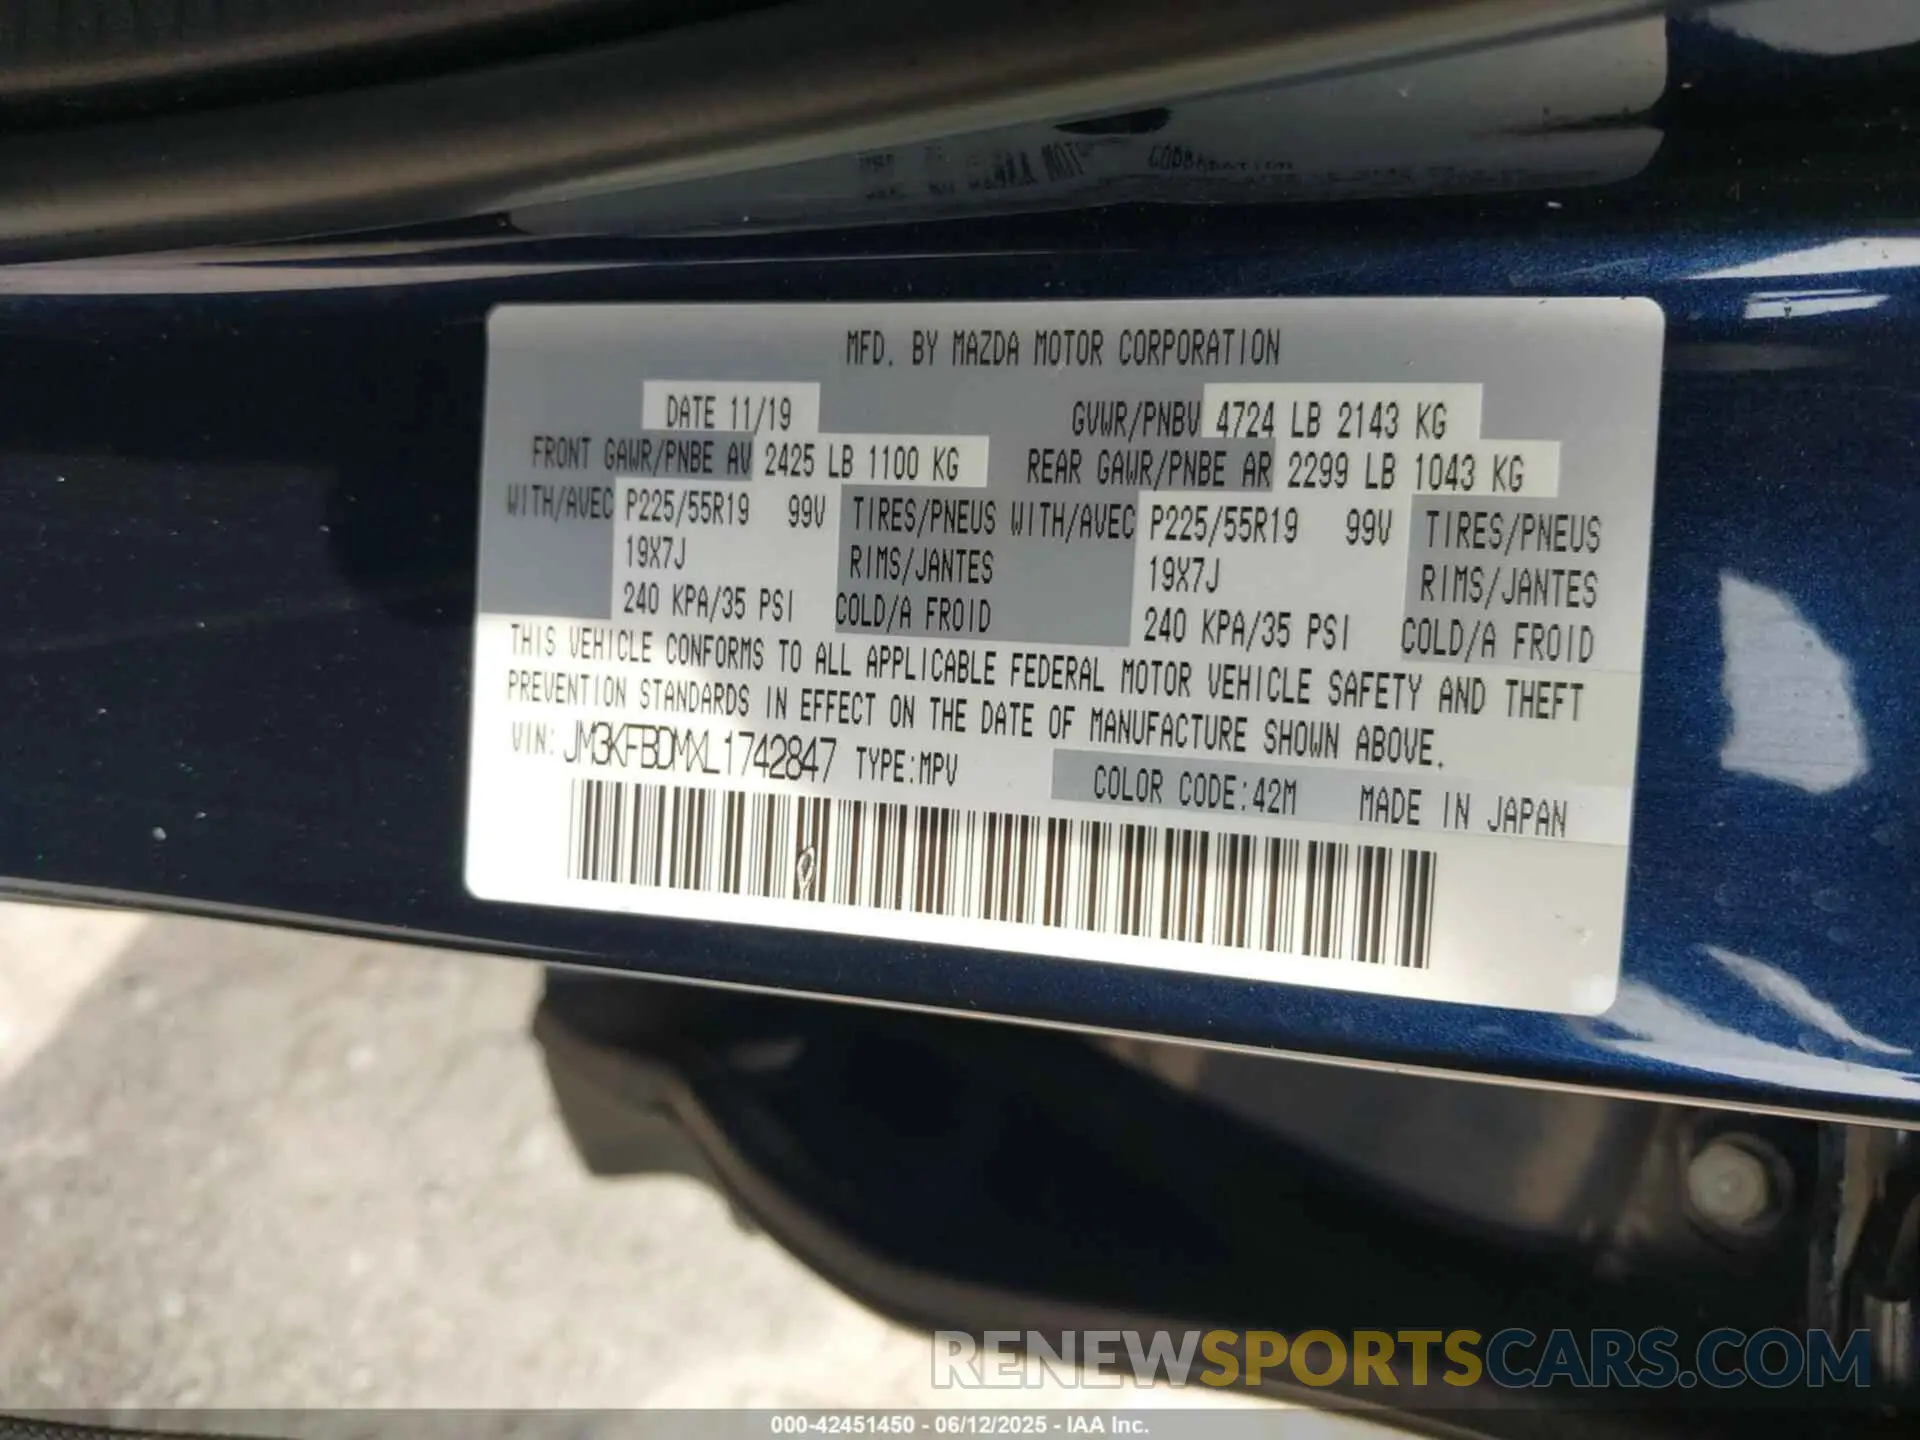 MFD. BY MAZDA MOTOR CORPORATION
DATE 11/19 GVWR/PNBV 4724 LB 2143 KG
FRONT GAWR/PNBE AV 2425 LB 1100 KG REAR GAWR/PNBE AR 2299 LB 1043 KG
WITH/AVEC P225/55R19 99V TIRES/PNEUS WITH/AVEC P225/55R19 99V TIRES/PNEUS
19X7J RIMS/JANTES 19X7J RIMS/JANTES
240 KPA/35 PSI COLD/A FROID 240 KPA/35 PSI COLD/A FROID
THIS VEHICLE CONFORMS TO ALL APPLICABLE FEDERAL MOTOR VEHICLE SAFETY AND THEFT
PREVENTION STANDARDS IN EFFECT ON THE DATE OF MANUFACTURE SHOWN ABOVE.
VIN: JM3KFBDMXL1742847 TYPE:MPV COLOR CODE:42M MADE IN JAPAN
RENEWSPORTSCARS.COM
000-42451450 - 06/12/2025 - IAA Inc.